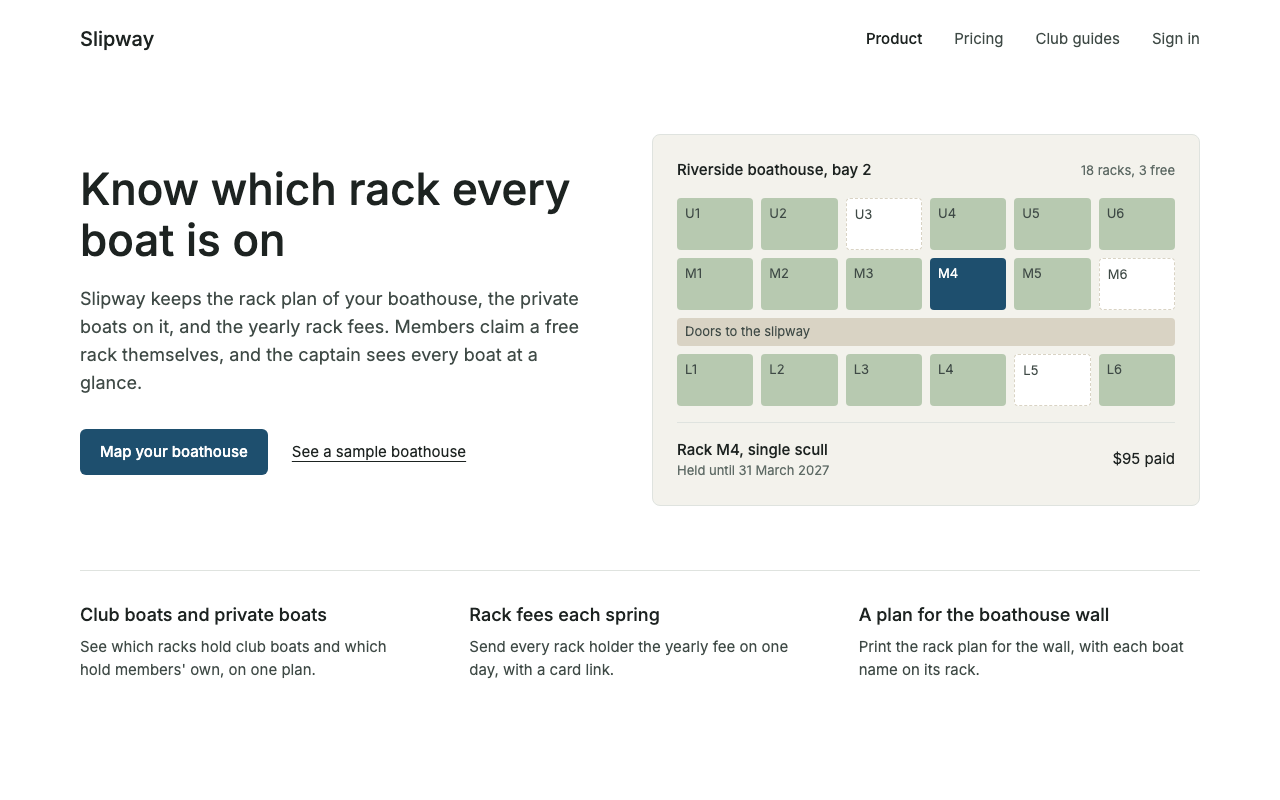 Slipway
Product
Pricing
Club guides
Sign in
Know which rack every
boat is on
Slipway keeps the rack plan of your boathouse, the private
boats on it, and the yearly rack fees. Members claim a free
rack themselves, and the captain sees every boat at a
glance.
Map your boathouse
See a sample boathouse
Riverside boathouse, bay 2
18 racks, 3 free
U1
U2
U3
U4
U5
U6
M1
M2
M3
M4
M5
M6
Doors to the slipway
L1
L2
L3
L4
L5
L6
Rack M4, single scull
Held until 31 March 2027
$95 paid
Club boats and private boats
See which racks hold club boats and which
hold members' own, on one plan.
Rack fees each spring
Send every rack holder the yearly fee on one
day, with a card link.
A plan for the boathouse wall
Print the rack plan for the wall, with each boat
name on its rack.